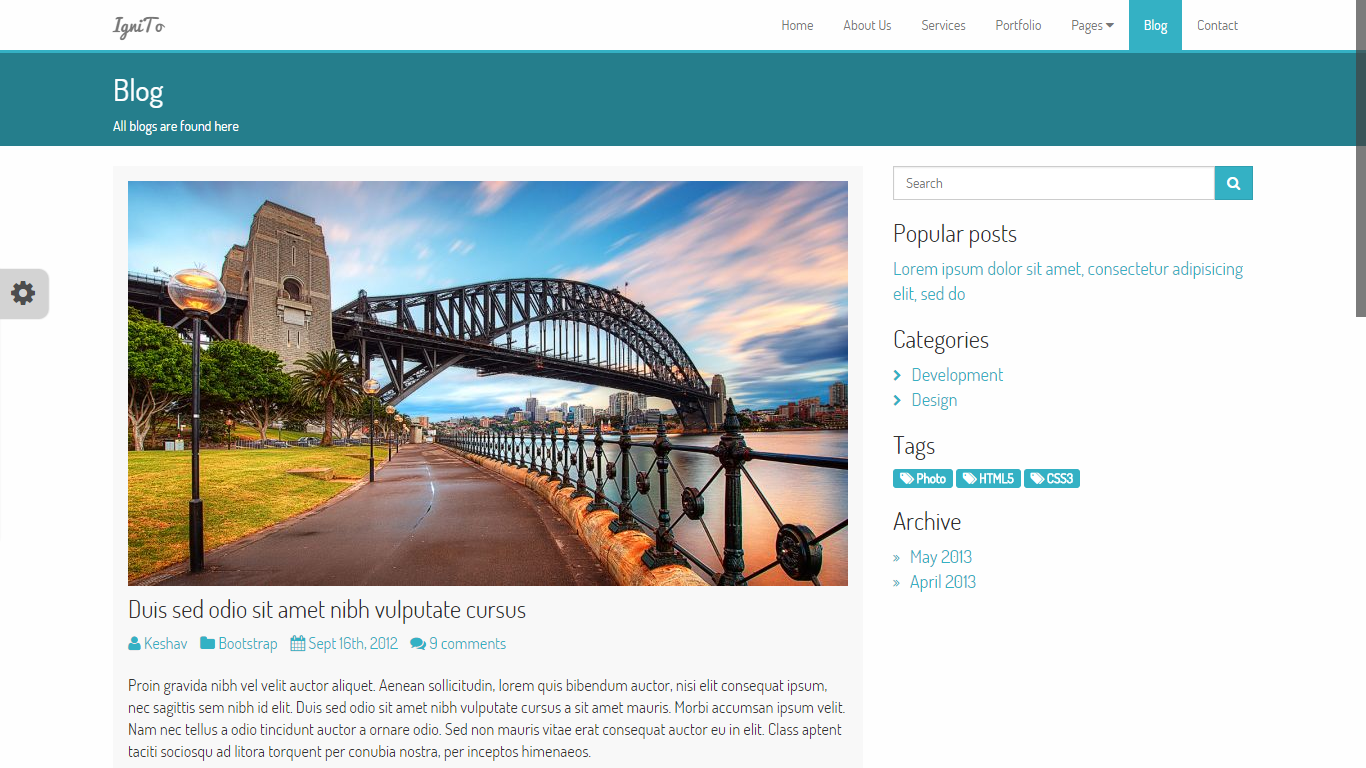 IgniTo
Home About Us Services Portfolio Pages Blog Contact
Blog
All blogs are found here
Search
Popular posts
Lorem ipsum dolor sit amet, consectetur adipisicing
elit, sed do
Categories
Development
Design
Tags
Photo HTML5 CSS3
Archive
» May 2013
» April 2013
Duis sed odio sit amet nibh vulputate cursus
Keshav Bootstrap Sept 16th, 2012 9 comments
Proin gravida nibh vel velit auctor aliquet. Aenean sollicitudin, lorem quis bibendum auctor, nisi elit consequat ipsum,
nec sagittis sem nibh id elit. Duis sed odio sit amet nibh vulputate cursus a sit amet mauris. Morbi accumsan ipsum velit.
Nam nec tellus a odio tincidunt auctor a ornare odio. Sed non mauris vitae erat consequat auctor eu in elit. Class aptent
taciti sociosqu ad litora torquent per conubia nostra, per inceptos himenaeos.